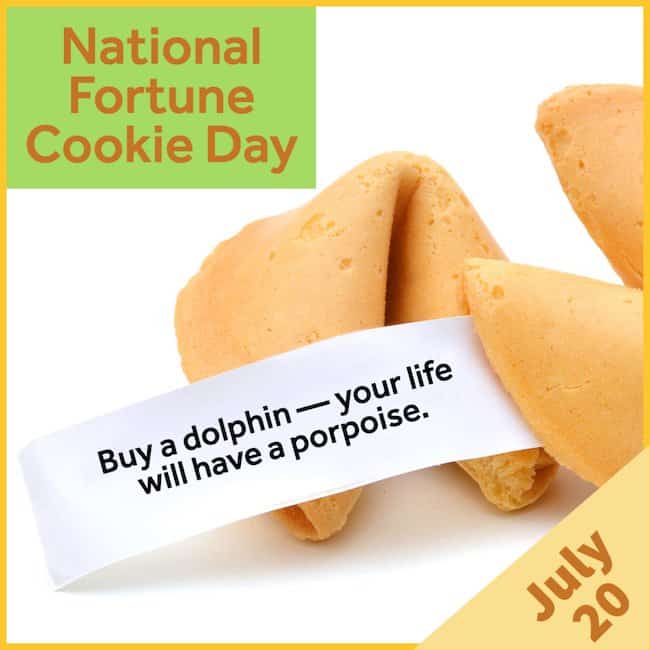 National
Fortune
Cookie Day
Buy a dolphin — your life
will have a porpoise.
July
20